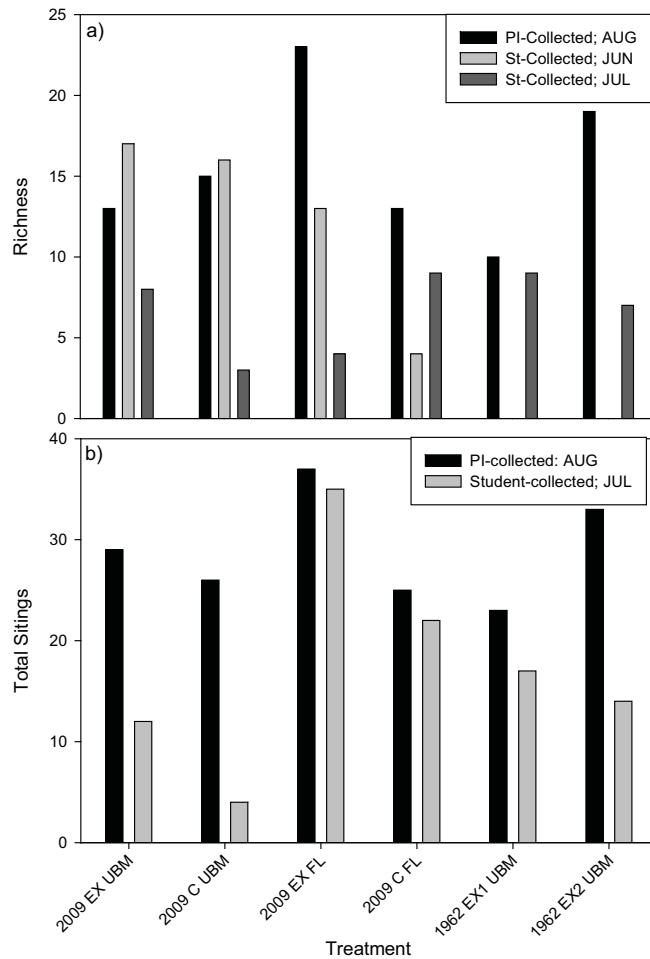 a)
PI-Collected; AUG
St-Collected; JUN
St-Collected; JUL
25
20
15
10
5
0
Richness
b)
PI-collected: AUG
Student-collected; JUL
40
30
20
10
0
Total Sitings
2009 EX UBM
2009 C UBM
2009 EX FL
2009 C FL
1962 EX1 UBM
1962 EX2 UBM
Treatment